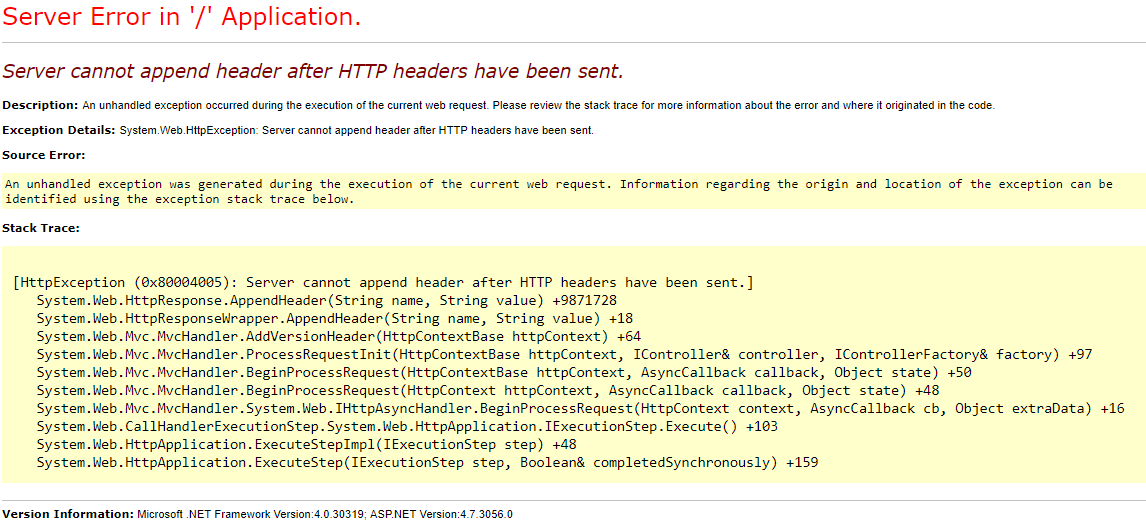 Server Error in '/' Application.
Server cannot append header after HTTP headers have been sent.
Description: An unhandled exception occurred during the execution of the current web request. Please review the stack trace for more information about the error and where it originated in the code.
Exception Details: System.Web.HttpException: Server cannot append header after HTTP headers have been sent.
Source Error:
An unhandled exception was generated during the execution of the current web request. Information regarding the origin and location of the exception can be
identified using the exception stack trace below.
Stack Trace:
[HttpException (0x80004005): Server cannot append header after HTTP headers have been sent.]
System.Web.HttpResponse.AppendHeader(String name, String value) +9871728
System.Web.HttpResponseWrapper.AppendHeader(String name, String value) +18
System.Web.Mvc.MvcHandler.AddVersionHeader(HttpContextBase httpContext) +64
System.Web.Mvc.MvcHandler.ProcessRequestInit(HttpContextBase httpContext, IController& controller, IControllerFactory& factory) +97
System.Web.Mvc.MvcHandler.BeginProcessRequest(HttpContextBase httpContext, AsyncCallback callback, Object state) +50
System.Web.Mvc.MvcHandler.BeginProcessRequest(HttpContext httpContext, AsyncCallback callback, Object state) +48
System.Web.Mvc.MvcHandler.System.Web.IHttpAsyncHandler.BeginProcessRequest(HttpContext context, AsyncCallback cb, Object extraData) +16
System.Web.CallHandlerExecutionStep.System.Web.HttpApplication.IExecutionStep.Execute() +103
System.Web.HttpApplication.ExecuteStepImpl(IExecutionStep step) +48
System.Web.HttpApplication.ExecuteStep(IExecutionStep step, Boolean& completedSynchronously) +159
Version Information: Microsoft .NET Framework Version:4.0.30319; ASP.NET Version:4.7.3056.0